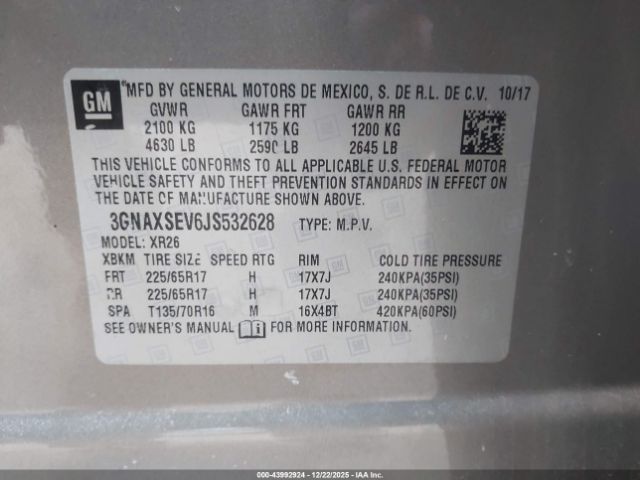 GM
MFD BY GENERAL MOTORS DE MEXICO, S. DE R.L. DE C.V. 10/17
GVWR GAWR FRT GAWR RR
2100 KG 1175 KG 1200 KG
4630 LB 2590 LB 2645 LB
THIS VEHICLE CONFORMS TO ALL APPLICABLE U.S. FEDERAL MOTOR
VEHICLE SAFETY AND THEFT PREVENTION STANDARDS IN EFFECT ON
THE DATE OF MANUFACTURE SHOWN ABOVE.
3GNAXSEV6JS532628 TYPE: M.P.V.
MODEL: XR26
XBKM TIRE SIZE SPEED RTG RIM COLD TIRE PRESSURE
FRT 225/65R17 H 17X7J 240KPA(35PSI)
RR 225/65R17 H 17X7J 240KPA(35PSI)
SPA T135/70R16 M 16X4BT 420KPA(60PSI)
SEE OWNER'S MANUAL FOR MORE INFORMATION.
000-43992924 - 12/22/2025 - COPYRIGHT IAA, LLC